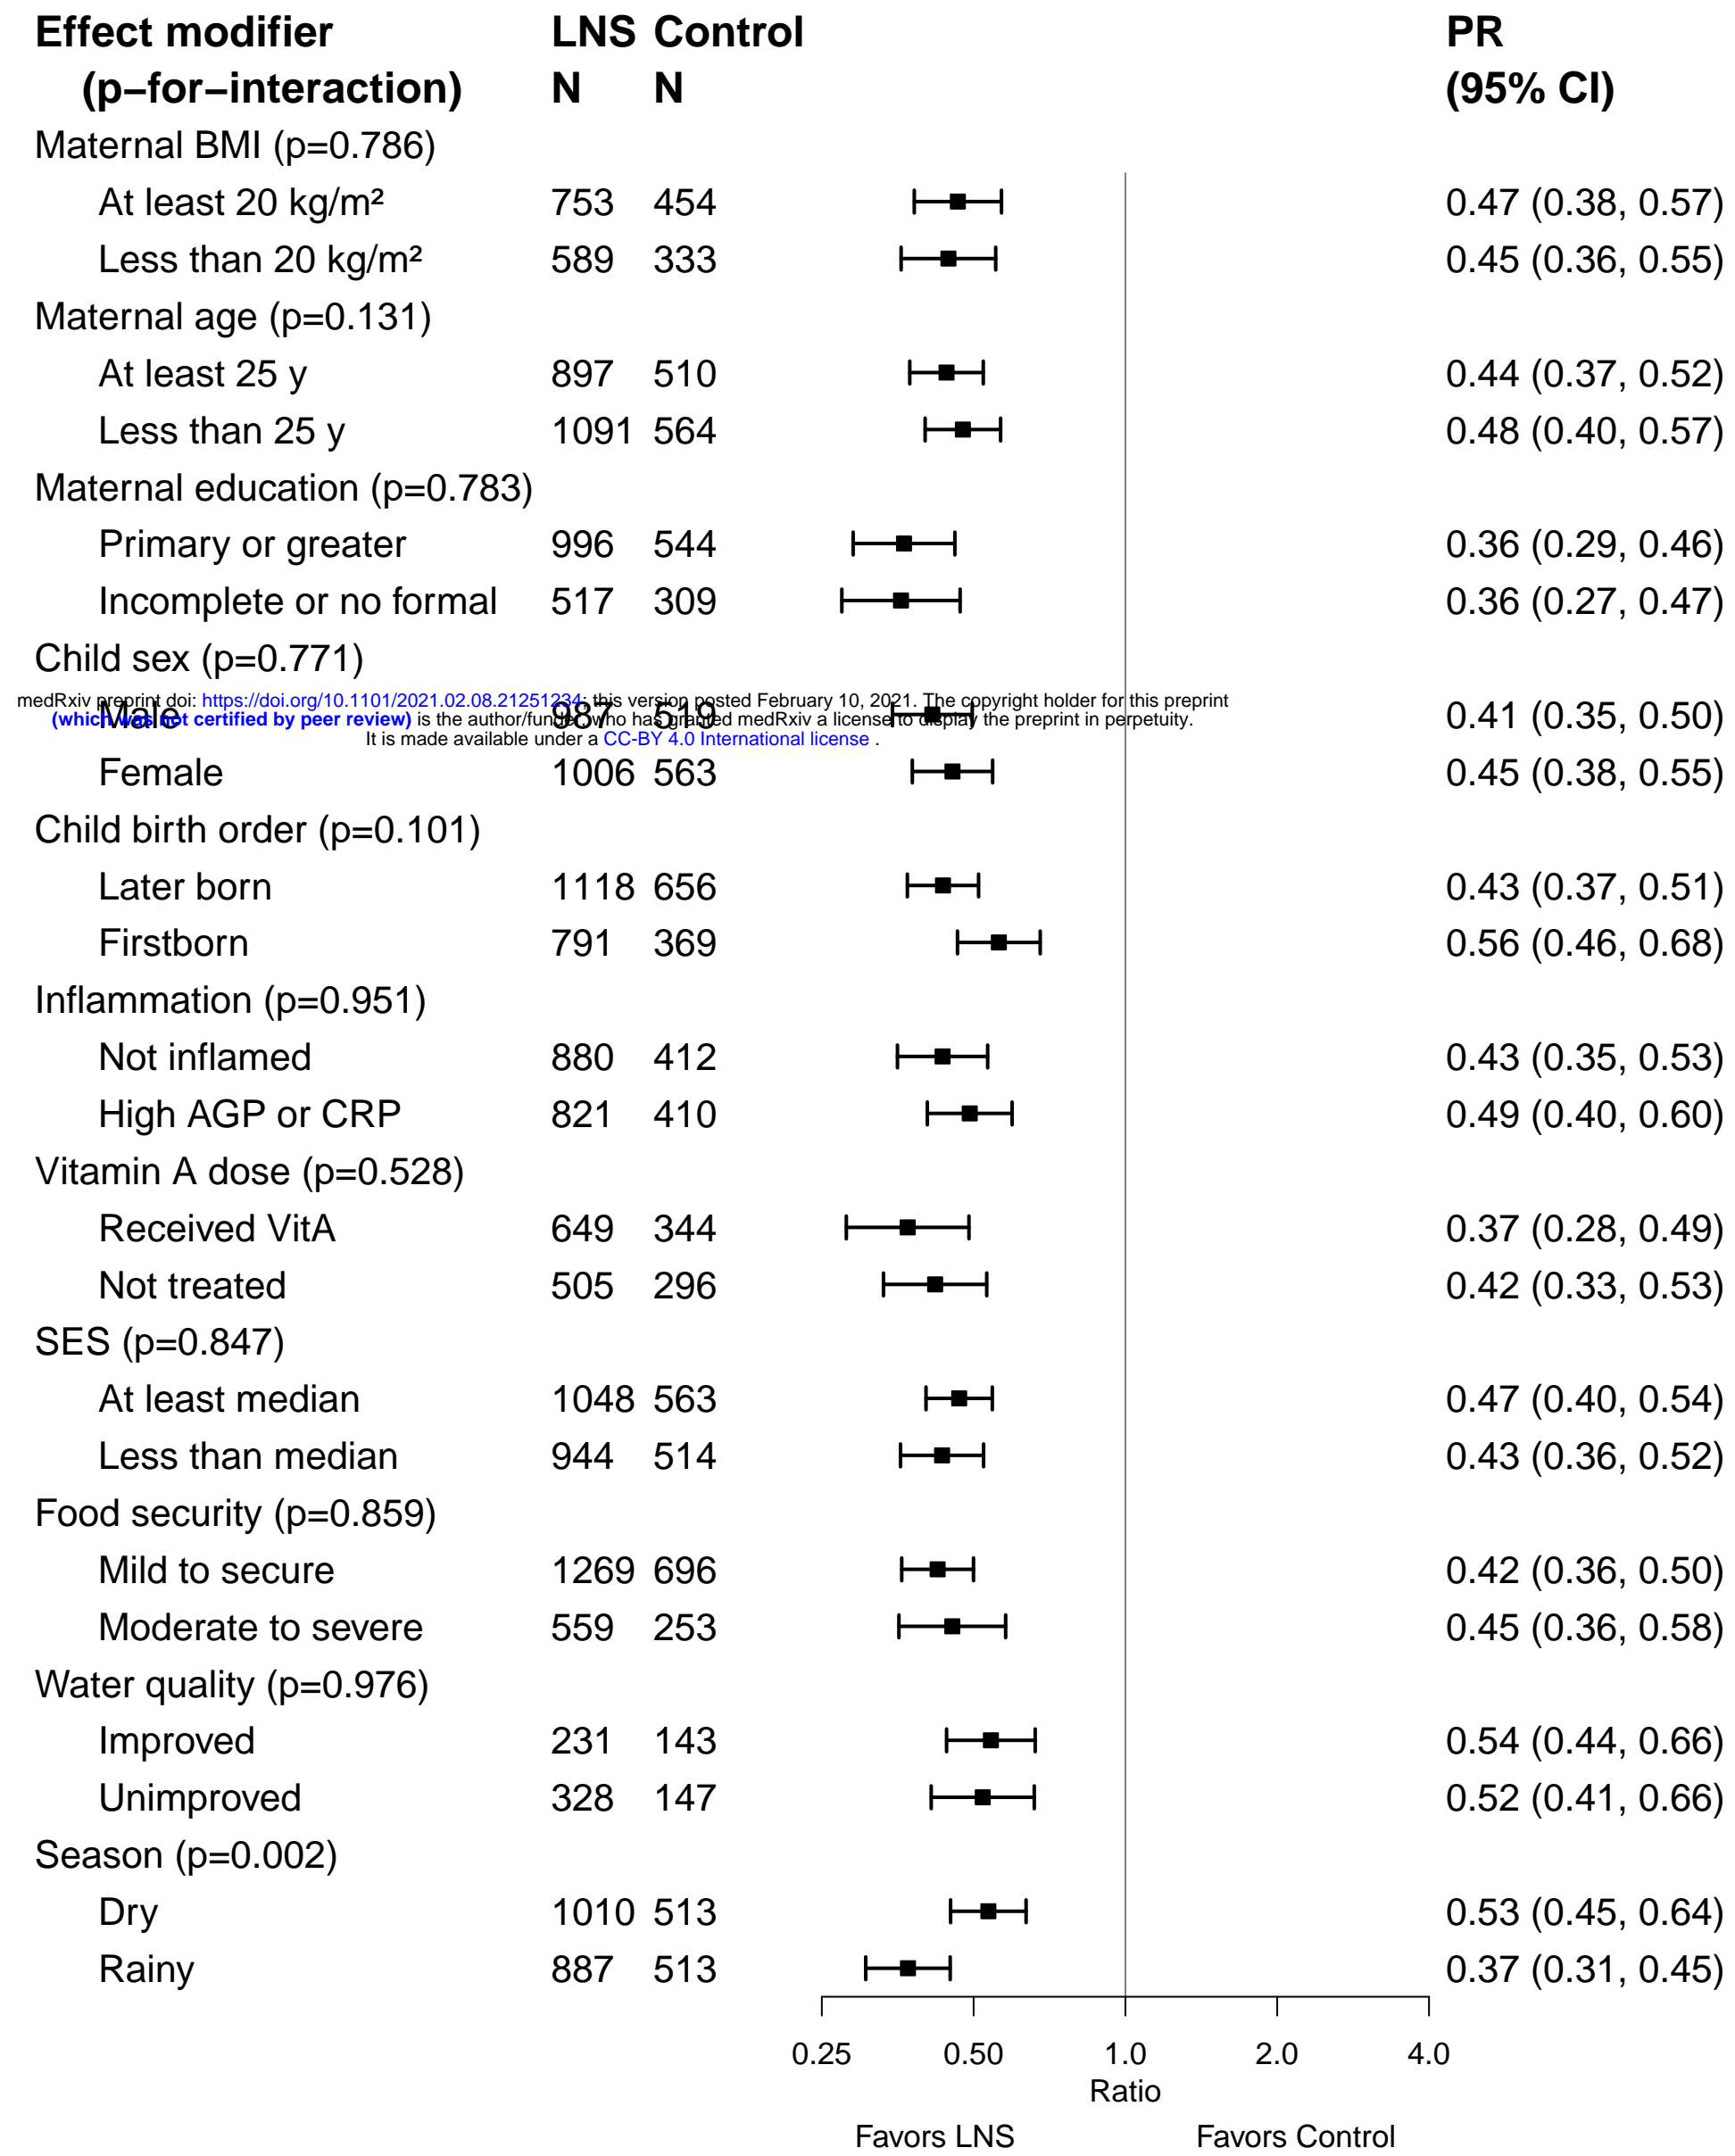 Effect modifier LNS Control PR
(p−for−interaction) N N (95% CI)
Maternal BMI (p=0.786)
At least 20 kg/m² 753 454 0.47 (0.38, 0.57)
Less than 20 kg/m² 589 333 0.45 (0.36, 0.55)
Maternal age (p=0.131)
At least 25 y 897 510 0.44 (0.37, 0.52)
Less than 25 y 1091 564 0.48 (0.40, 0.57)
Maternal education (p=0.783)
Primary or greater 996 544 0.36 (0.29, 0.46)
Incomplete or no formal 517 309 0.36 (0.27, 0.47)
Child sex (p=0.771)
medRxiv preprint doi: https://doi.org/10.1101/2021.02.08.21251234; this version posted February 10, 2021. The copyright holder for this preprint
Male 987 519 0.41 (0.35, 0.50)
(which was not certified by peer review) is the author/funder, who has granted medRxiv a license to display the preprint in perpetuity.
It is made available under a CC-BY 4.0 International license .
Female 1006 563 0.45 (0.38, 0.55)
Child birth order (p=0.101)
Later born 1118 656 0.43 (0.37, 0.51)
Firstborn 791 369 0.56 (0.46, 0.68)
Inflammation (p=0.951)
Not inflamed 880 412 0.43 (0.35, 0.53)
High AGP or CRP 821 410 0.49 (0.40, 0.60)
Vitamin A dose (p=0.528)
Received VitA 649 344 0.37 (0.28, 0.49)
Not treated 505 296 0.42 (0.33, 0.53)
SES (p=0.847)
At least median 1048 563 0.47 (0.40, 0.54)
Less than median 944 514 0.43 (0.36, 0.52)
Food security (p=0.859)
Mild to secure 1269 696 0.42 (0.36, 0.50)
Moderate to severe 559 253 0.45 (0.36, 0.58)
Water quality (p=0.976)
Improved 231 143 0.54 (0.44, 0.66)
Unimproved 328 147 0.52 (0.41, 0.66)
Season (p=0.002)
Dry 1010 513 0.53 (0.45, 0.64)
Rainy 887 513 0.37 (0.31, 0.45)
0.25 0.50 1.0 2.0 4.0
Ratio
Favors LNS Favors Control